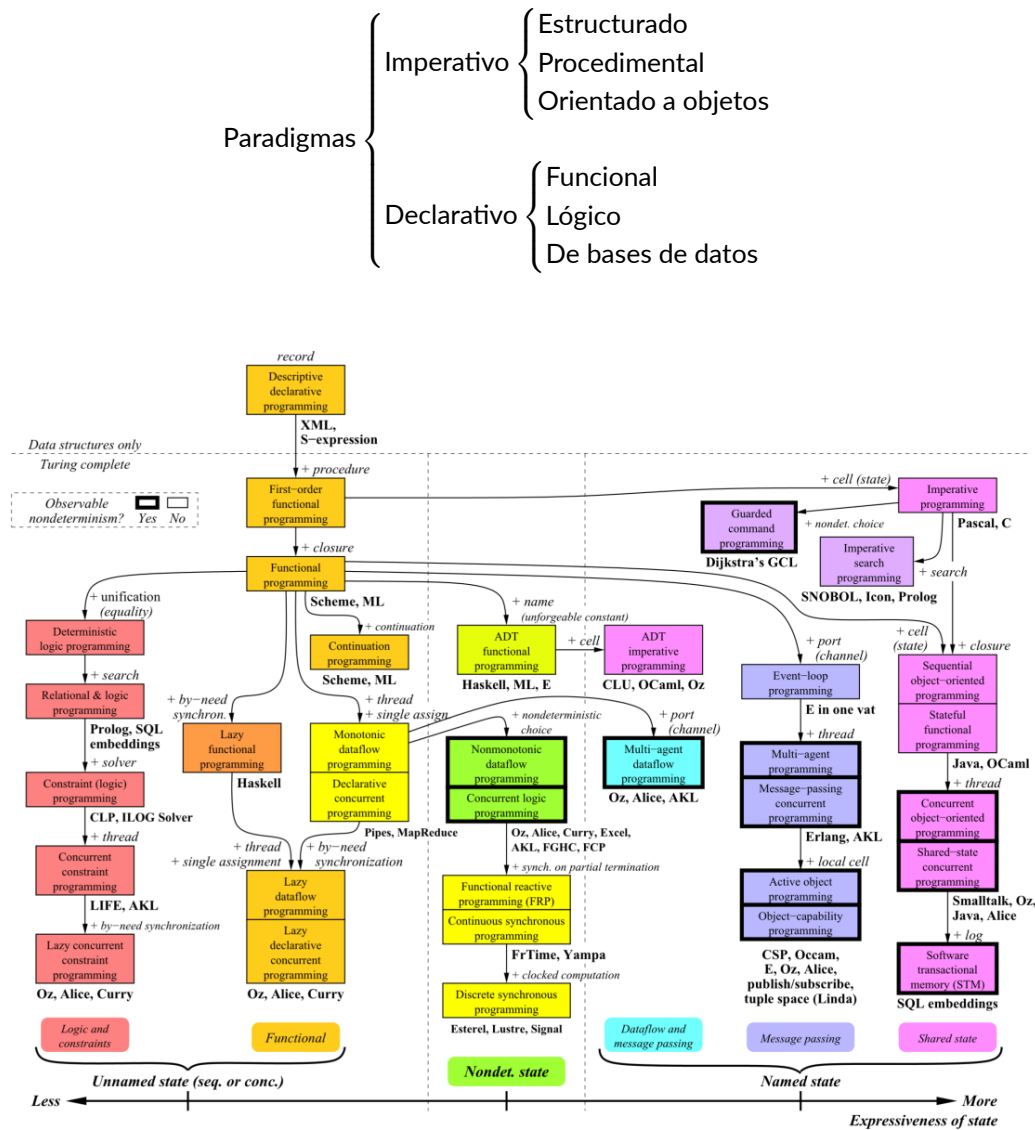 Paradigmas
Imperativo
Estructurado
Procedimental
Orientado a objetos
Declarativo
Funcional
Lógico
De bases de datos
record
Descriptive
declarative
programming
XML,
S−expression
Data structures only
Turing complete
+ procedure
Observable
nondeterminism?
Yes
No
First−order
functional
programming
+ cell (state)
Imperative
programming
Pascal, C
Guarded
command
programming
+ nondet. choice
Dijkstra's GCL
Imperative
search
programming
+ search
SNOBOL, Icon, Prolog
+ closure
Functional
programming
Scheme, ML
+ unification
(equality)
+ continuation
Continuation
programming
Scheme, ML
+ name
(unforgeable constant)
ADT
functional
programming
Haskell, ML, E
+ cell
ADT
imperative
programming
CLU, OCaml, Oz
+ port
(channel)
Event−loop
programming
E in one vat
+ cell
(state)
+ closure
Sequential
object−oriented
programming
Stateful
functional
programming
Java, OCaml
Deterministic
logic programming
+ search
Relational & logic
programming
Prolog, SQL
embeddings
+ solver
Constraint (logic)
programming
CLP, ILOG Solver
+ thread
Concurrent
constraint
programming
LIFE, AKL
+ by−need synchronization
Lazy concurrent
constraint
programming
Oz, Alice, Curry
+ by−need
synchron.
Lazy
functional
programming
Haskell
+ thread
+ single assign.
Monotonic
dataflow
programming
Declarative
concurrent
programming
Pipes, MapReduce
+ thread
+ single assignment
+ by−need
synchronization
Lazy
dataflow
programming
Lazy
declarative
concurrent
programming
Oz, Alice, Curry
+ nondeterministic
choice
Nonmonotonic
dataflow
programming
Concurrent logic
programming
Oz, Alice, Curry, Excel,
AKL, FGHC, FCP
+ synch. on partial termination
Functional reactive
programming (FRP)
Continuous synchronous
programming
FrTime, Yampa
+ clocked computation
Discrete synchronous
programming
Esterel, Lustre, Signal
+ port
(channel)
Multi−agent
dataflow
programming
Oz, Alice, AKL
+ thread
Multi−agent
programming
Message−passing
concurrent
programming
Erlang, AKL
+ local cell
Active object
programming
Object−capability
programming
CSP, Occam,
E, Oz, Alice,
publish/subscribe,
tuple space (Linda)
+ thread
Concurrent
object−oriented
programming
Shared−state
concurrent
programming
Smalltalk, Oz,
Java, Alice
+ log
Software
transactional
memory (STM)
SQL embeddings
Logic and
constraints
Functional
Nondet. state
Dataflow and
message passing
Message passing
Shared state
Unnamed state (seq. or conc.)
Named state
Less
More
Expressiveness of state